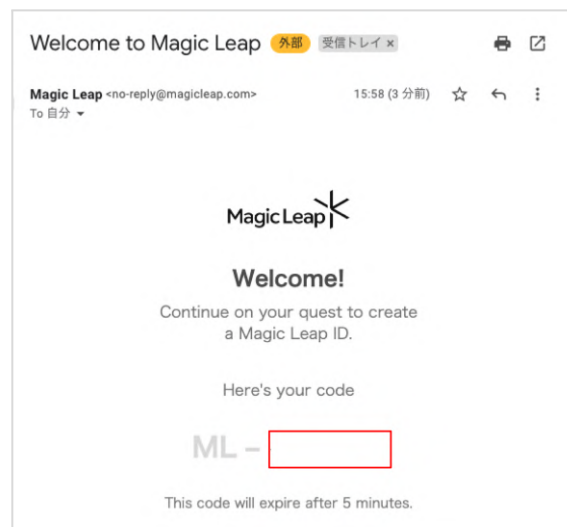 Welcome to Magic Leap 外部 受信トレイ ×
Magic Leap <no-reply@magicleap.com> 15:58 (3 分前)
To 自分
Magic Leap
Welcome!
Continue on your quest to create
a Magic Leap ID.
Here's your code
ML –
This code will expire after 5 minutes.